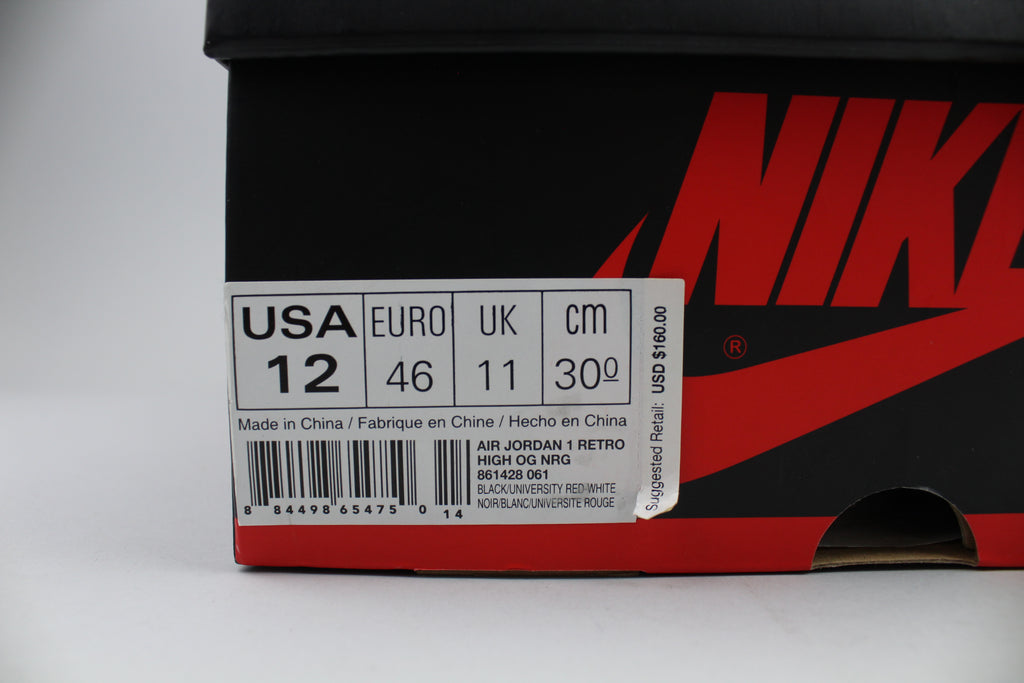 NIKE
®
USA EURO UK cm
12 46 11 30º
Made in China / Fabrique en Chine / Hecho en China
AIR JORDAN 1 RETRO
HIGH OG NRG
861428 061
BLACK/UNIVERSITY RED-WHITE
NOIR/BLANC/UNIVERSITE ROUGE
8 84498 65475 0 14
Suggested Retail: USD $160.00